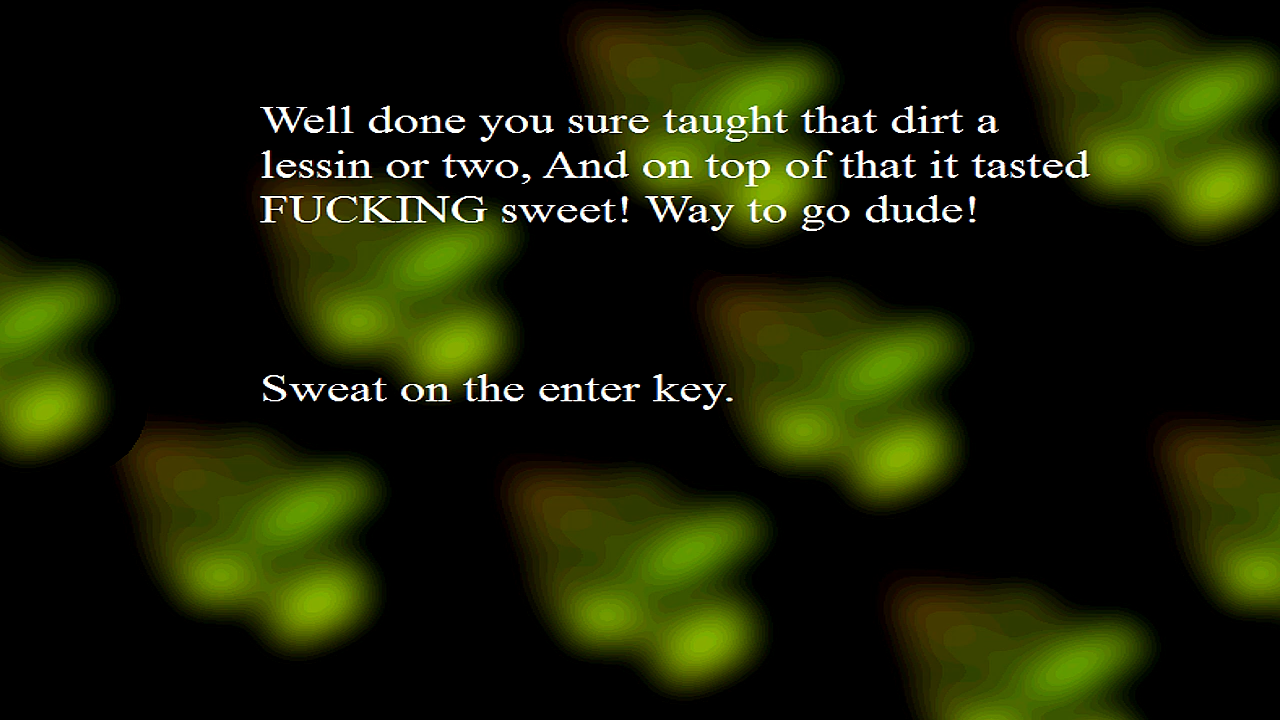 Well done you sure taught that dirt a
lessin or two, And on top of that it tasted
FUCKING sweet! Way to go dude!
Sweat on the enter key.